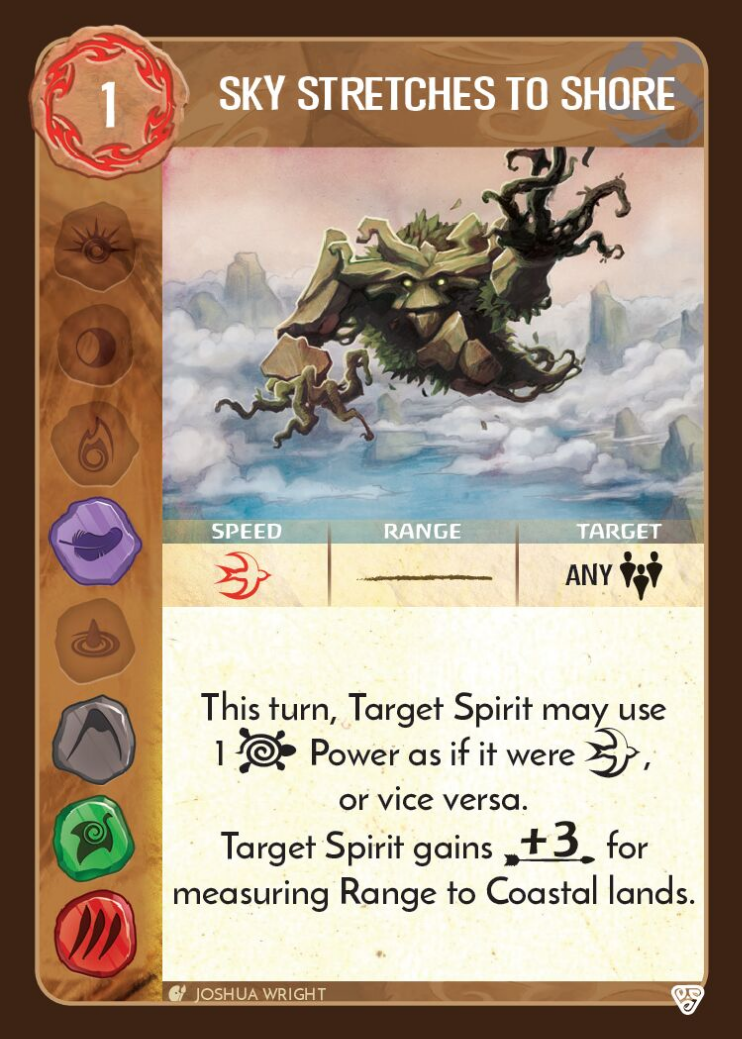 1
SKY STRETCHES TO SHORE
SPEED RANGE TARGET
ANY
This turn, Target Spirit may use
1 Power as if it were ,
or vice versa.
Target Spirit gains +3 for
measuring Range to Coastal lands.
JOSHUA WRIGHT